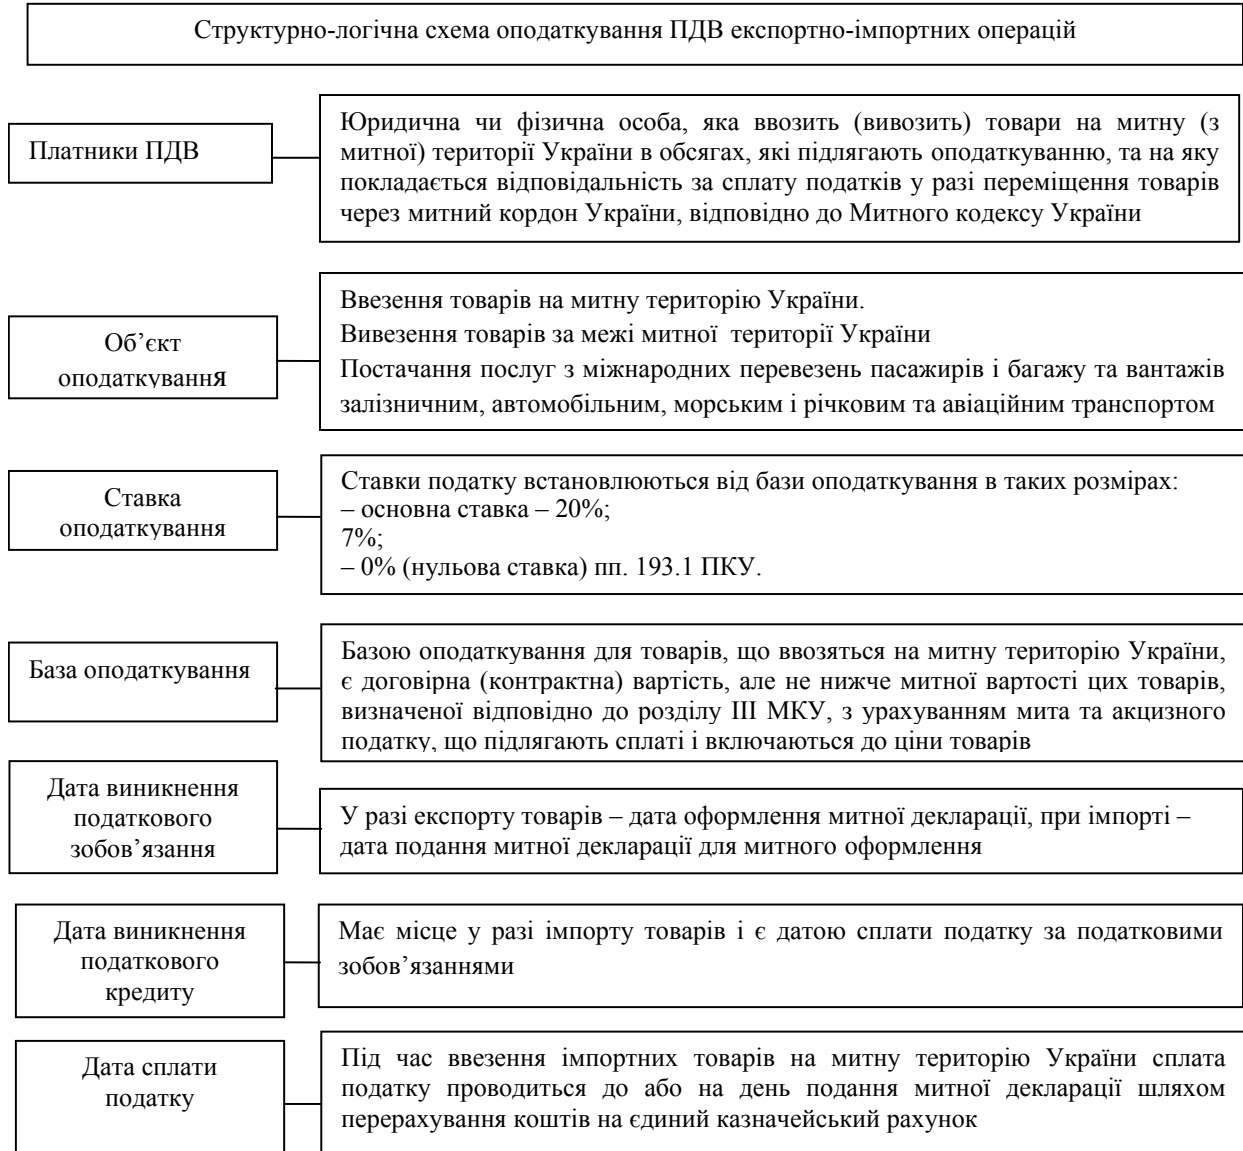 Структурно-логічна схема оподаткування ПДВ експортно-імпортних операцій
Платники ПДВ
Юридична чи фізична особа, яка ввозить (вивозить) товари на митну (з
митної) території України в обсягах, які підлягають оподаткуванню, та на яку
покладається відповідальність за сплату податків у разі переміщення товарів
через митний кордон України, відповідно до Митного кодексу України
Об’єкт
оподаткування
Ввезення товарів на митну територію України.
Вивезення товарів за межі митної території України
Постачання послуг з міжнародних перевезень пасажирів і багажу та вантажів
залізничним, автомобільним, морським і річковим та авіаційним транспортом
Ставка
оподаткування
Ставки податку встановлюються від бази оподаткування в таких розмірах:
– основна ставка – 20%;
7%;
– 0% (нульова ставка) пп. 193.1 ПКУ.
База оподаткування
Базою оподаткування для товарів, що ввозяться на митну територію України,
є договірна (контрактна) вартість, але не нижче митної вартості цих товарів,
визначеної відповідно до розділу III МКУ, з урахуванням мита та акцизного
податку, що підлягають сплаті і включаються до ціни товарів
Дата виникнення
податкового
зобов’язання
У разі експорту товарів – дата оформлення митної декларації, при імпорті –
дата подання митної декларації для митного оформлення
Дата виникнення
податкового
кредиту
Має місце у разі імпорту товарів і є датою сплати податку за податковими
зобов’язаннями
Дата сплати
податку
Під час ввезення імпортних товарів на митну територію України сплата
податку проводиться до або на день подання митної декларації шляхом
перерахування коштів на єдиний казначейський рахунок